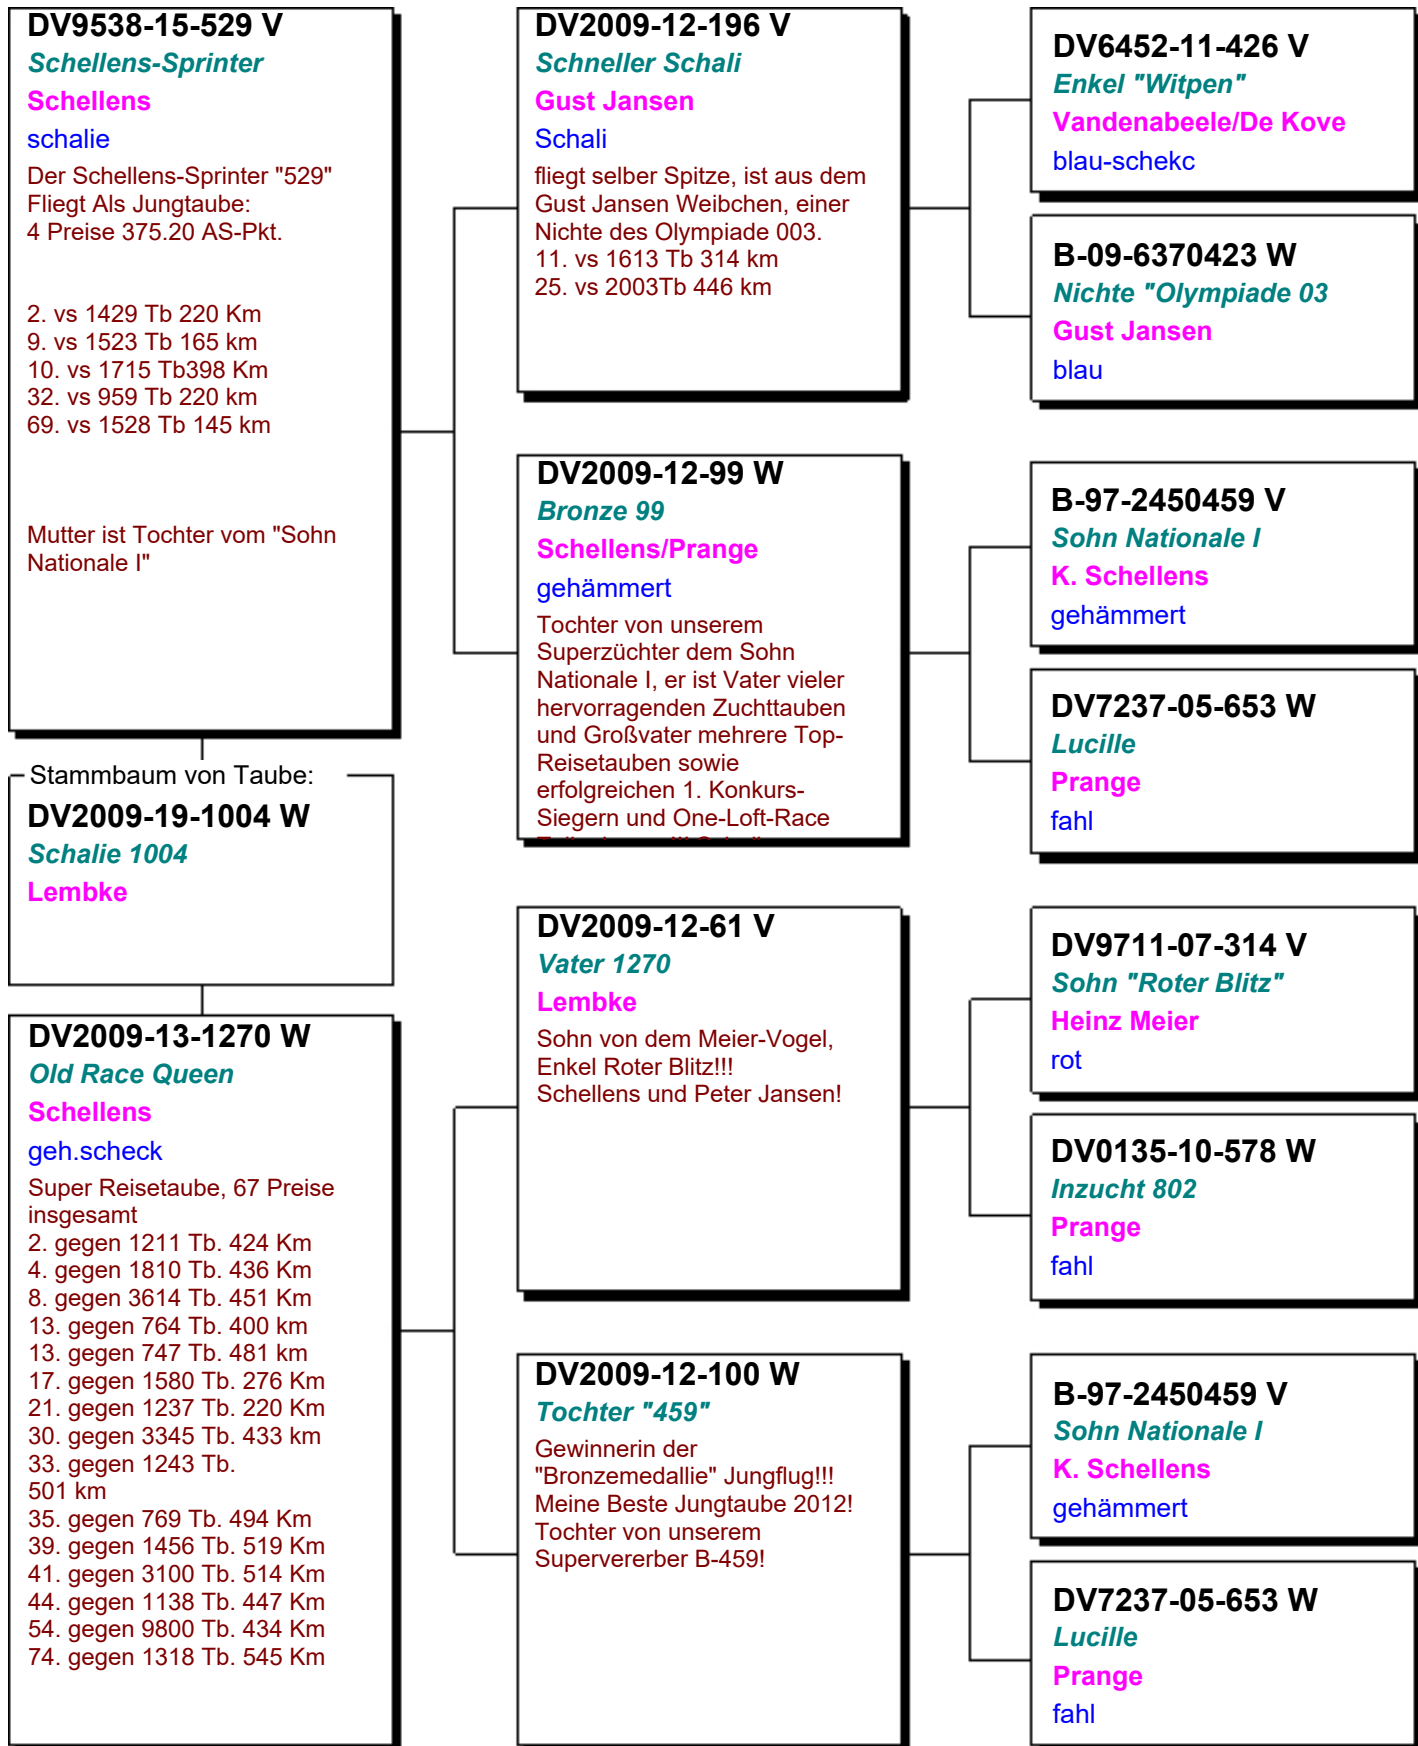 DV9538-15-529 V
Schellens-Sprinter
Schellens
schalie
Der Schellens-Sprinter "529"
Fliegt Als Jungtaube:
4 Preise 375.20 AS-Pkt.
2. vs 1429 Tb 220 Km
9. vs 1523 Tb 165 km
10. vs 1715 Tb398 Km
32. vs 959 Tb 220 km
69. vs 1528 Tb 145 km
Mutter ist Tochter vom "Sohn
Nationale I"
Stammbaum von Taube:
DV2009-19-1004 W
Schalie 1004
Lembke
DV2009-13-1270 W
Old Race Queen
Schellens
geh.scheck
Super Reisetaube, 67 Preise
insgesamt
2. gegen 1211 Tb. 424 Km
4. gegen 1810 Tb. 436 Km
8. gegen 3614 Tb. 451 Km
13. gegen 764 Tb. 400 km
13. gegen 747 Tb. 481 km
17. gegen 1580 Tb. 276 Km
21. gegen 1237 Tb. 220 Km
30. gegen 3345 Tb. 433 km
33. gegen 1243 Tb.
501 km
35. gegen 769 Tb. 494 Km
39. gegen 1456 Tb. 519 Km
41. gegen 3100 Tb. 514 Km
44. gegen 1138 Tb. 447 Km
54. gegen 9800 Tb. 434 Km
74. gegen 1318 Tb. 545 Km
DV2009-12-196 V
Schneller Schali
Gust Jansen
Schali
fliegt selber Spitze, ist aus dem
Gust Jansen Weibchen, einer
Nichte des Olympiade 003.
11. vs 1613 Tb 314 km
25. vs 2003Tb 446 km
DV2009-12-99 W
Bronze 99
Schellens/Prange
gehämmert
Tochter von unserem
Superzüchter dem Sohn
Nationale I, er ist Vater vieler
hervorragenden Zuchttauben
und Großvater mehrere Top-
Reisetauben sowie
erfolgreichen 1. Konkurs-
Siegern und One-Loft-Race
DV2009-12-61 V
Vater 1270
Lembke
Sohn von dem Meier-Vogel,
Enkel Roter Blitz!!!
Schellens und Peter Jansen!
DV2009-12-100 W
Tochter "459"
Gewinnerin der
"Bronzemedallie" Jungflug!!!
Meine Beste Jungtaube 2012!
Tochter von unserem
Supervererber B-459!
DV6452-11-426 V
Enkel "Witpen"
Vandenabeele/De Kove
blau-schekc
B-09-6370423 W
Nichte "Olympiade 03
Gust Jansen
blau
B-97-2450459 V
Sohn Nationale I
K. Schellens
gehämmert
DV7237-05-653 W
Lucille
Prange
fahl
DV9711-07-314 V
Sohn "Roter Blitz"
Heinz Meier
rot
DV0135-10-578 W
Inzucht 802
Prange
fahl
B-97-2450459 V
Sohn Nationale I
K. Schellens
gehämmert
DV7237-05-653 W
Lucille
Prange
fahl